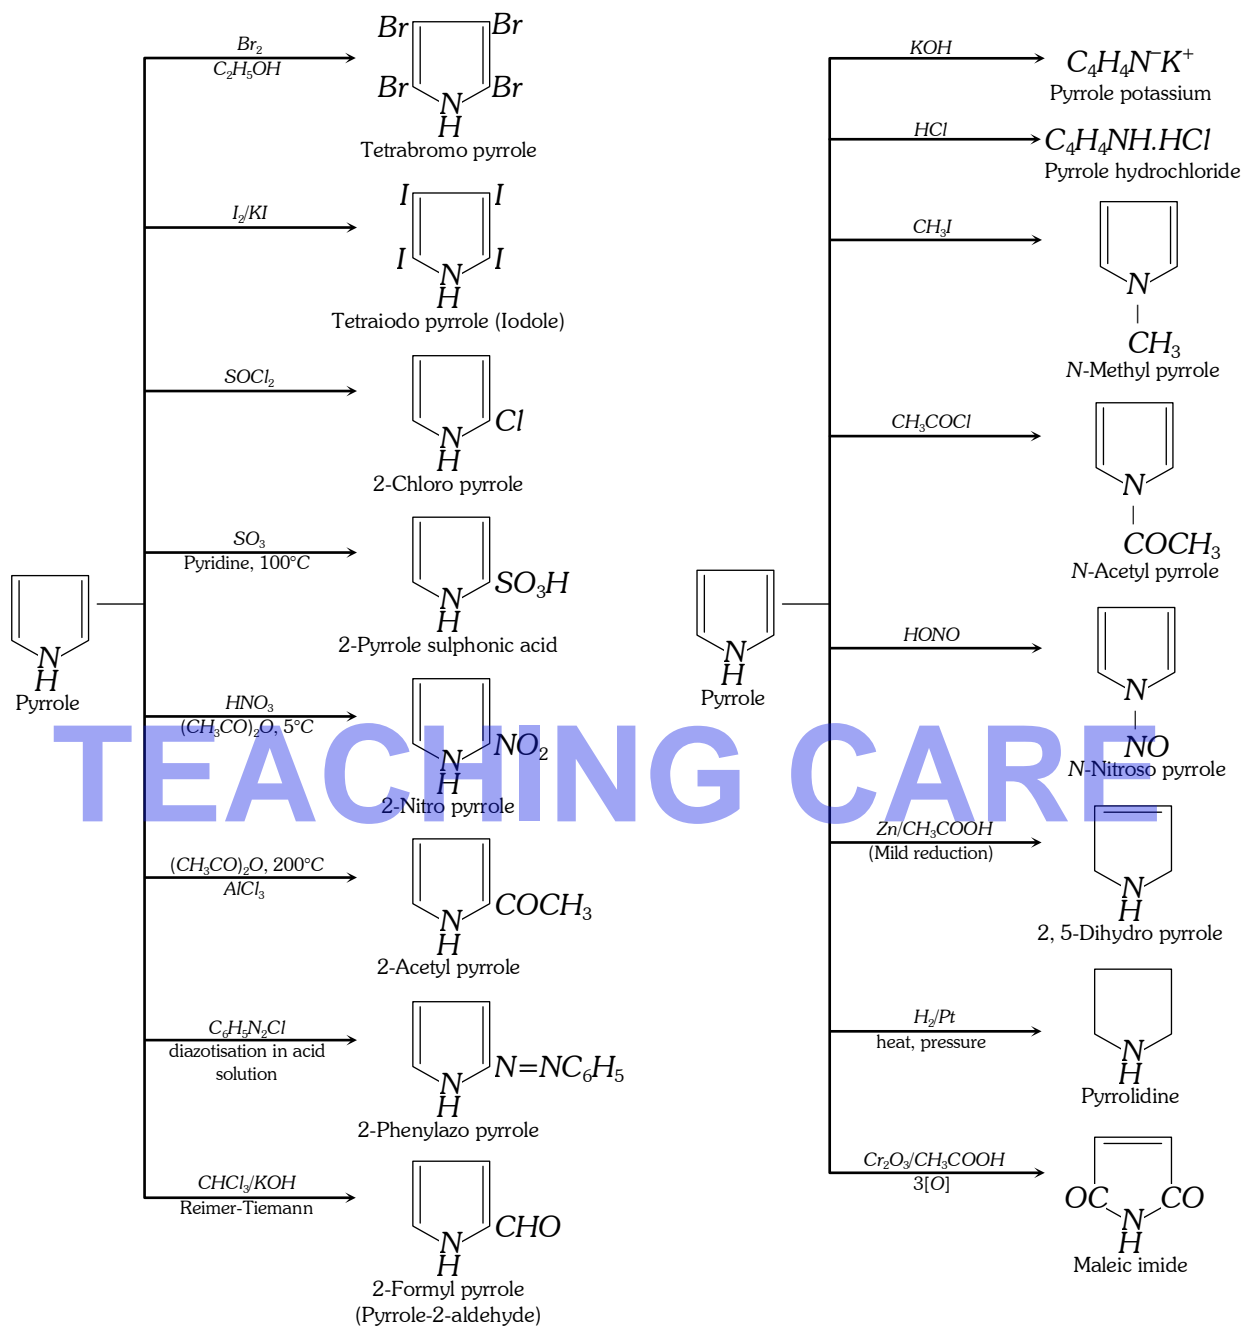 Br₂
C₂H₅OH
Br Br
Br Br
N
H
Tetrabromo pyrrole
I₂/KI
I I
I I
N
H
Tetraiodo pyrrole (Iodole)
SOCl₂
Cl
N
H
2-Chloro pyrrole
SO₃
Pyridine, 100°C
SO₃H
N
H
2-Pyrrole sulphonic acid
N
H
Pyrrole
HNO₃
(CH₃CO)₂O, 5°C
NO₂
N
H
2-Nitro pyrrole
(CH₃CO)₂O, 200°C
AlCl₃
COCH₃
N
H
2-Acetyl pyrrole
C₆H₅N₂Cl
diazotisation in acid
solution
N=NC₆H₅
N
H
2-Phenylazo pyrrole
CHCl₃/KOH
Reimer-Tiemann
CHO
N
H
2-Formyl pyrrole
(Pyrrole-2-aldehyde)
KOH
C₄H₄N⁻K⁺
Pyrrole potassium
HCl
C₄H₄NH.HCl
Pyrrole hydrochloride
CH₃I
N
CH₃
N-Methyl pyrrole
CH₃COCl
N
COCH₃
N-Acetyl pyrrole
N
H
Pyrrole
HONO
N
NO
N-Nitroso pyrrole
Zn/CH₃COOH
(Mild reduction)
N
H
2, 5-Dihydro pyrrole
H₂/Pt
heat, pressure
N
H
Pyrrolidine
Cr₂O₃/CH₃COOH
3[O]
OC CO
N
H
Maleic imide
TEACHING CARE